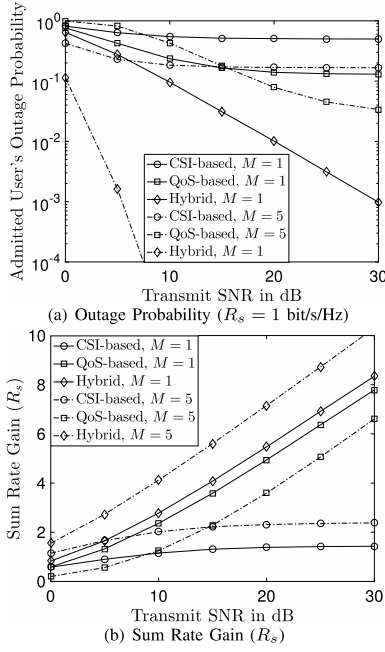 Admitted User's Outage Probability
10^0
10^-1
10^-2
10^-3
10^-4
CSI-based, M = 1
QoS-based, M = 1
Hybrid, M = 1
CSI-based, M = 5
QoS-based, M = 5
Hybrid, M = 1
0 10 20 30
Transmit SNR in dB
(a) Outage Probability (R_s = 1 bit/s/Hz)
Sum Rate Gain (R_s)
10
8
6
4
2
0
CSI-based, M = 1
QoS-based, M = 1
Hybrid, M = 1
CSI-based, M = 5
QoS-based, M = 5
Hybrid, M = 5
0 10 20 30
Transmit SNR in dB
(b) Sum Rate Gain (R_s)